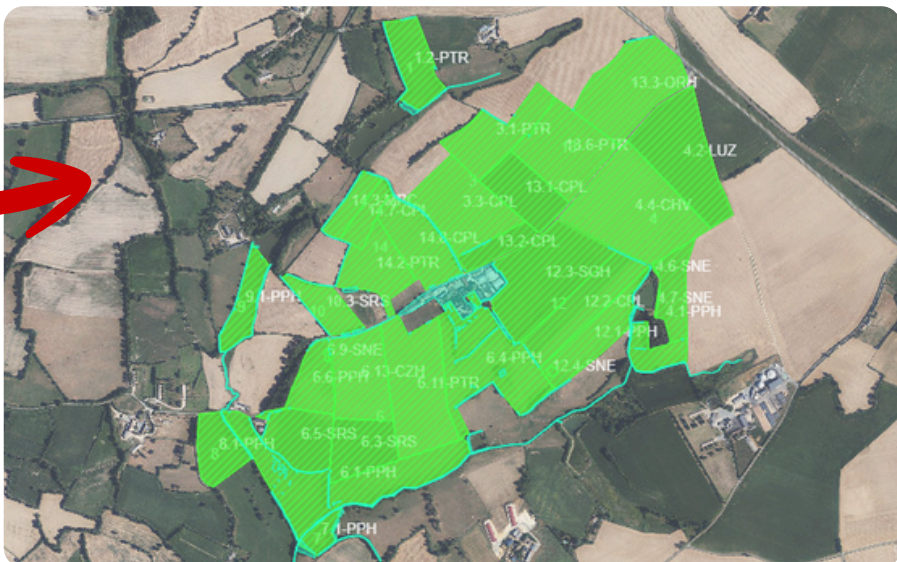 1.2-PTR
1
13.3-ORH
3.1-PTR
13.6-PTR
4.2-LUZ
3
13.1-CPL
3.3-CPL
4.4-CHV
4
14.7-CPL
14.8-CPL
13.2-CPL
14
14.2-PTR
12.3-SGH
4.6-SNE
9.1-PPH
9
10.3-SRS
10
12
12.2-CPL
4.7-SNE
4.1-PPH
12.1-PPH
6.9-SNE
6.4-PPH
12.4-SNE
6.6-PPH
6.13-CZH
6.11-PTR
6
6.5-SRS
6.3-SRS
8.1-PPH
8
6.1-PPH
7.1-PPH
7